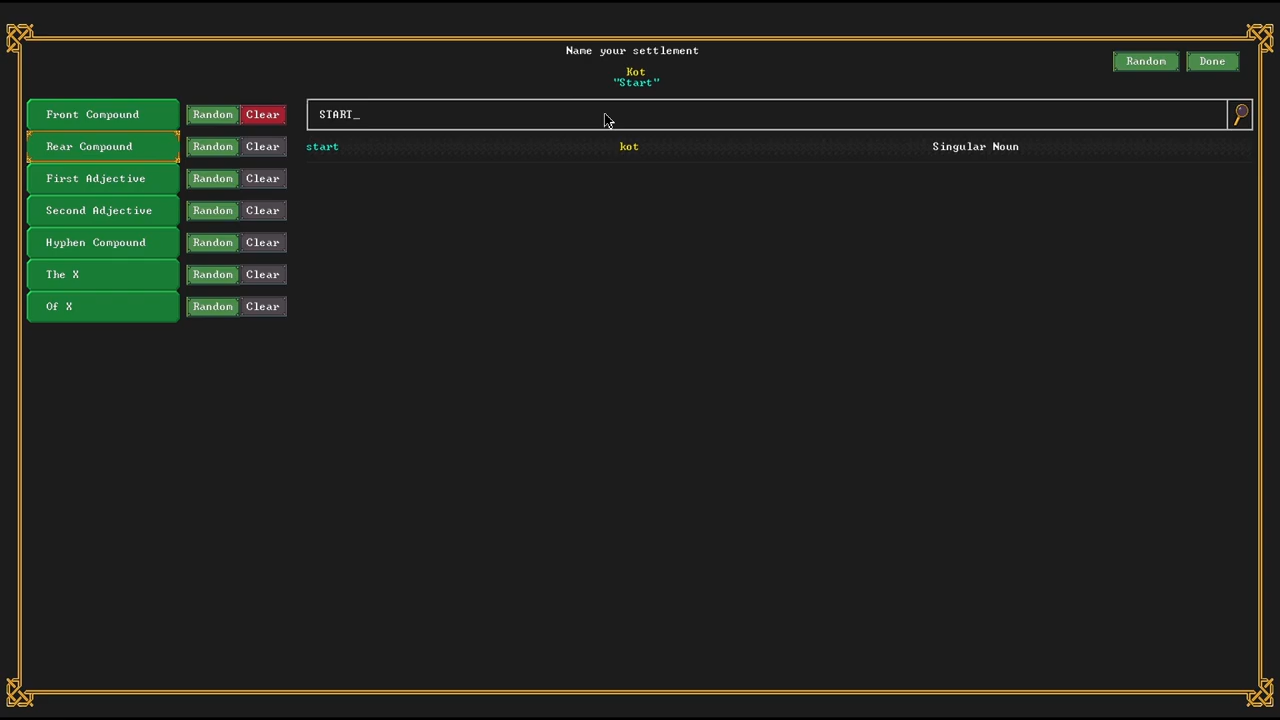 Name your settlement
Kot
"Start"
Random Done
Front Compound Random Clear START_
Rear Compound Random Clear start kot Singular Noun
First Adjective Random Clear
Second Adjective Random Clear
Hyphen Compound Random Clear
The X Random Clear
Of X Random Clear